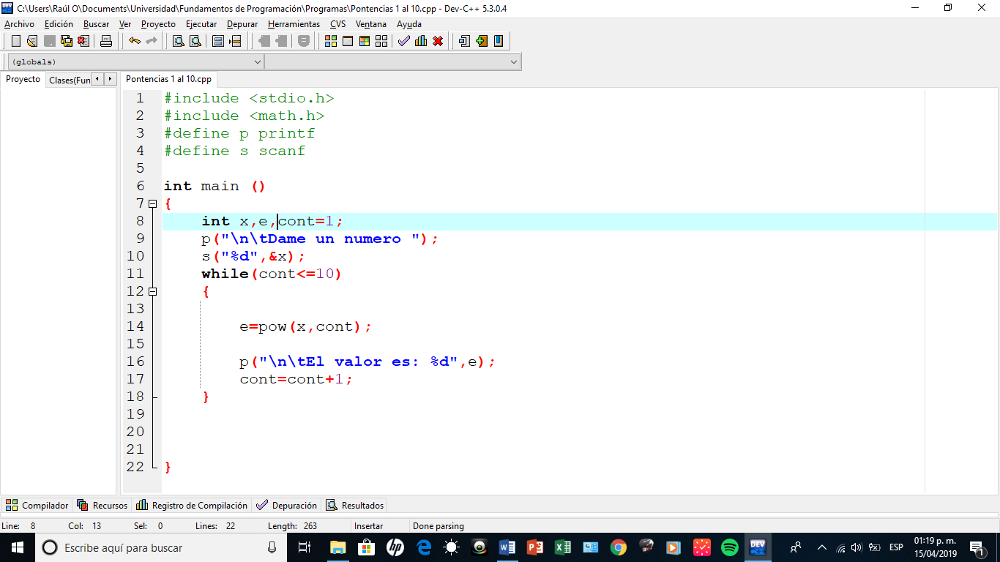 C:\Users\Raúl O\Documents\Universidad\Fundamentos de Programación\Programas\Pontencias 1 al 10.cpp - Dev-C++ 5.3.0.4
Archivo Edición Buscar Ver Proyecto Ejecutar Depurar Herramientas CVS Ventana Ayuda
(globals)
Proyecto Clases(Fun Pontencias 1 al 10.cpp
1 #include <stdio.h>
2 #include <math.h>
3 #define p printf
4 #define s scanf
5
6 int main ()
7 {
8 int x,e,cont=1;
9 p("\n\tDame un numero ");
10 s("%d",&x);
11 while(cont<=10)
12 {
13
14 e=pow(x,cont);
15
16 p("\n\tEl valor es: %d",e);
17 cont=cont+1;
18 }
19
20
21
22 }
Compilador Recursos Registro de Compilación Depuración Resultados
Line: 8 Col: 13 Sel: 0 Lines: 22 Length: 263 Insertar Done parsing
Escribe aquí para buscar
ESP
01:19 p. m.
15/04/2019
1
DEV
hp